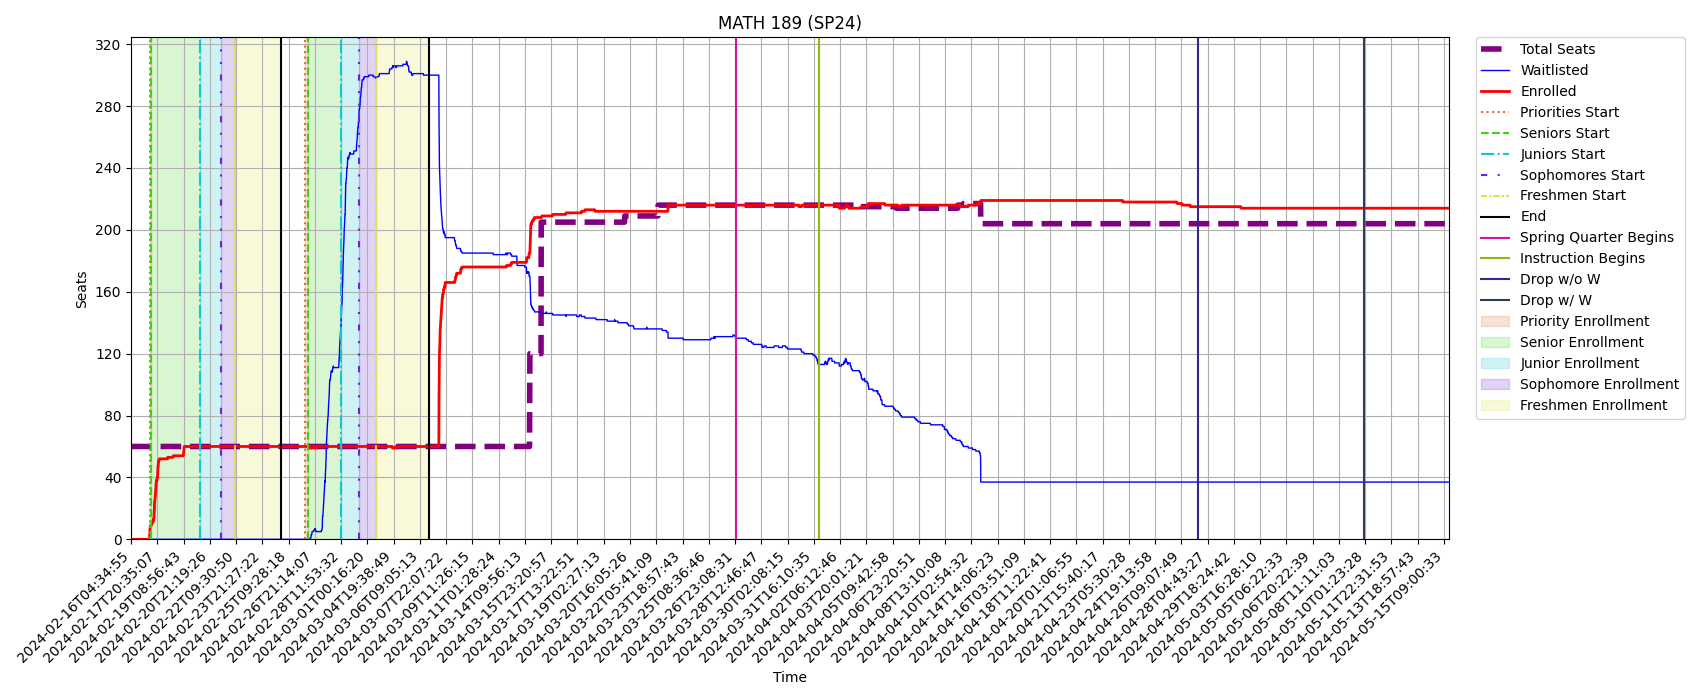 MATH 189 (SP24)
320
280
240
200
160
120
80
40
0
Seats
2024-02-16T04:34:55
2024-02-17T20:35:07
2024-02-19T08:56:43
2024-02-20T21:19:26
2024-02-22T09:30:50
2024-02-23T21:27:22
2024-02-25T09:28:18
2024-02-26T21:14:07
2024-02-28T11:53:32
2024-03-01T00:16:20
2024-03-04T19:38:49
2024-03-06T09:05:13
2024-03-07T22:07:22
2024-03-11T01:26:15
2024-03-12T14:28:24
2024-03-14T09:56:13
2024-03-15T23:20:57
2024-03-17T13:22:51
2024-03-19T02:27:13
2024-03-20T16:05:26
2024-03-22T05:41:09
2024-03-23T18:57:43
2024-03-25T08:36:46
2024-03-26T23:08:31
2024-03-28T12:46:47
2024-03-30T02:08:15
2024-03-31T16:10:35
2024-04-02T06:12:46
2024-04-03T20:01:21
2024-04-05T09:42:58
2024-04-06T23:20:51
2024-04-08T13:10:08
2024-04-10T02:54:32
2024-04-14T14:06:23
2024-04-16T03:51:09
2024-04-18T11:22:41
2024-04-20T01:06:55
2024-04-21T15:40:17
2024-04-23T05:30:28
2024-04-24T19:13:58
2024-04-26T09:07:49
2024-04-28T04:43:27
2024-04-29T18:24:42
2024-05-03T16:28:10
2024-05-05T06:22:33
2024-05-06T20:22:39
2024-05-08T11:11:03
2024-05-10T01:23:28
2024-05-11T22:31:53
2024-05-13T18:57:43
2024-05-15T09:00:33
Time
Total Seats
Waitlisted
Enrolled
Priorities Start
Seniors Start
Juniors Start
Sophomores Start
Freshmen Start
End
Spring Quarter Begins
Instruction Begins
Drop w/o W
Drop w/ W
Priority Enrollment
Senior Enrollment
Junior Enrollment
Sophomore Enrollment
Freshmen Enrollment